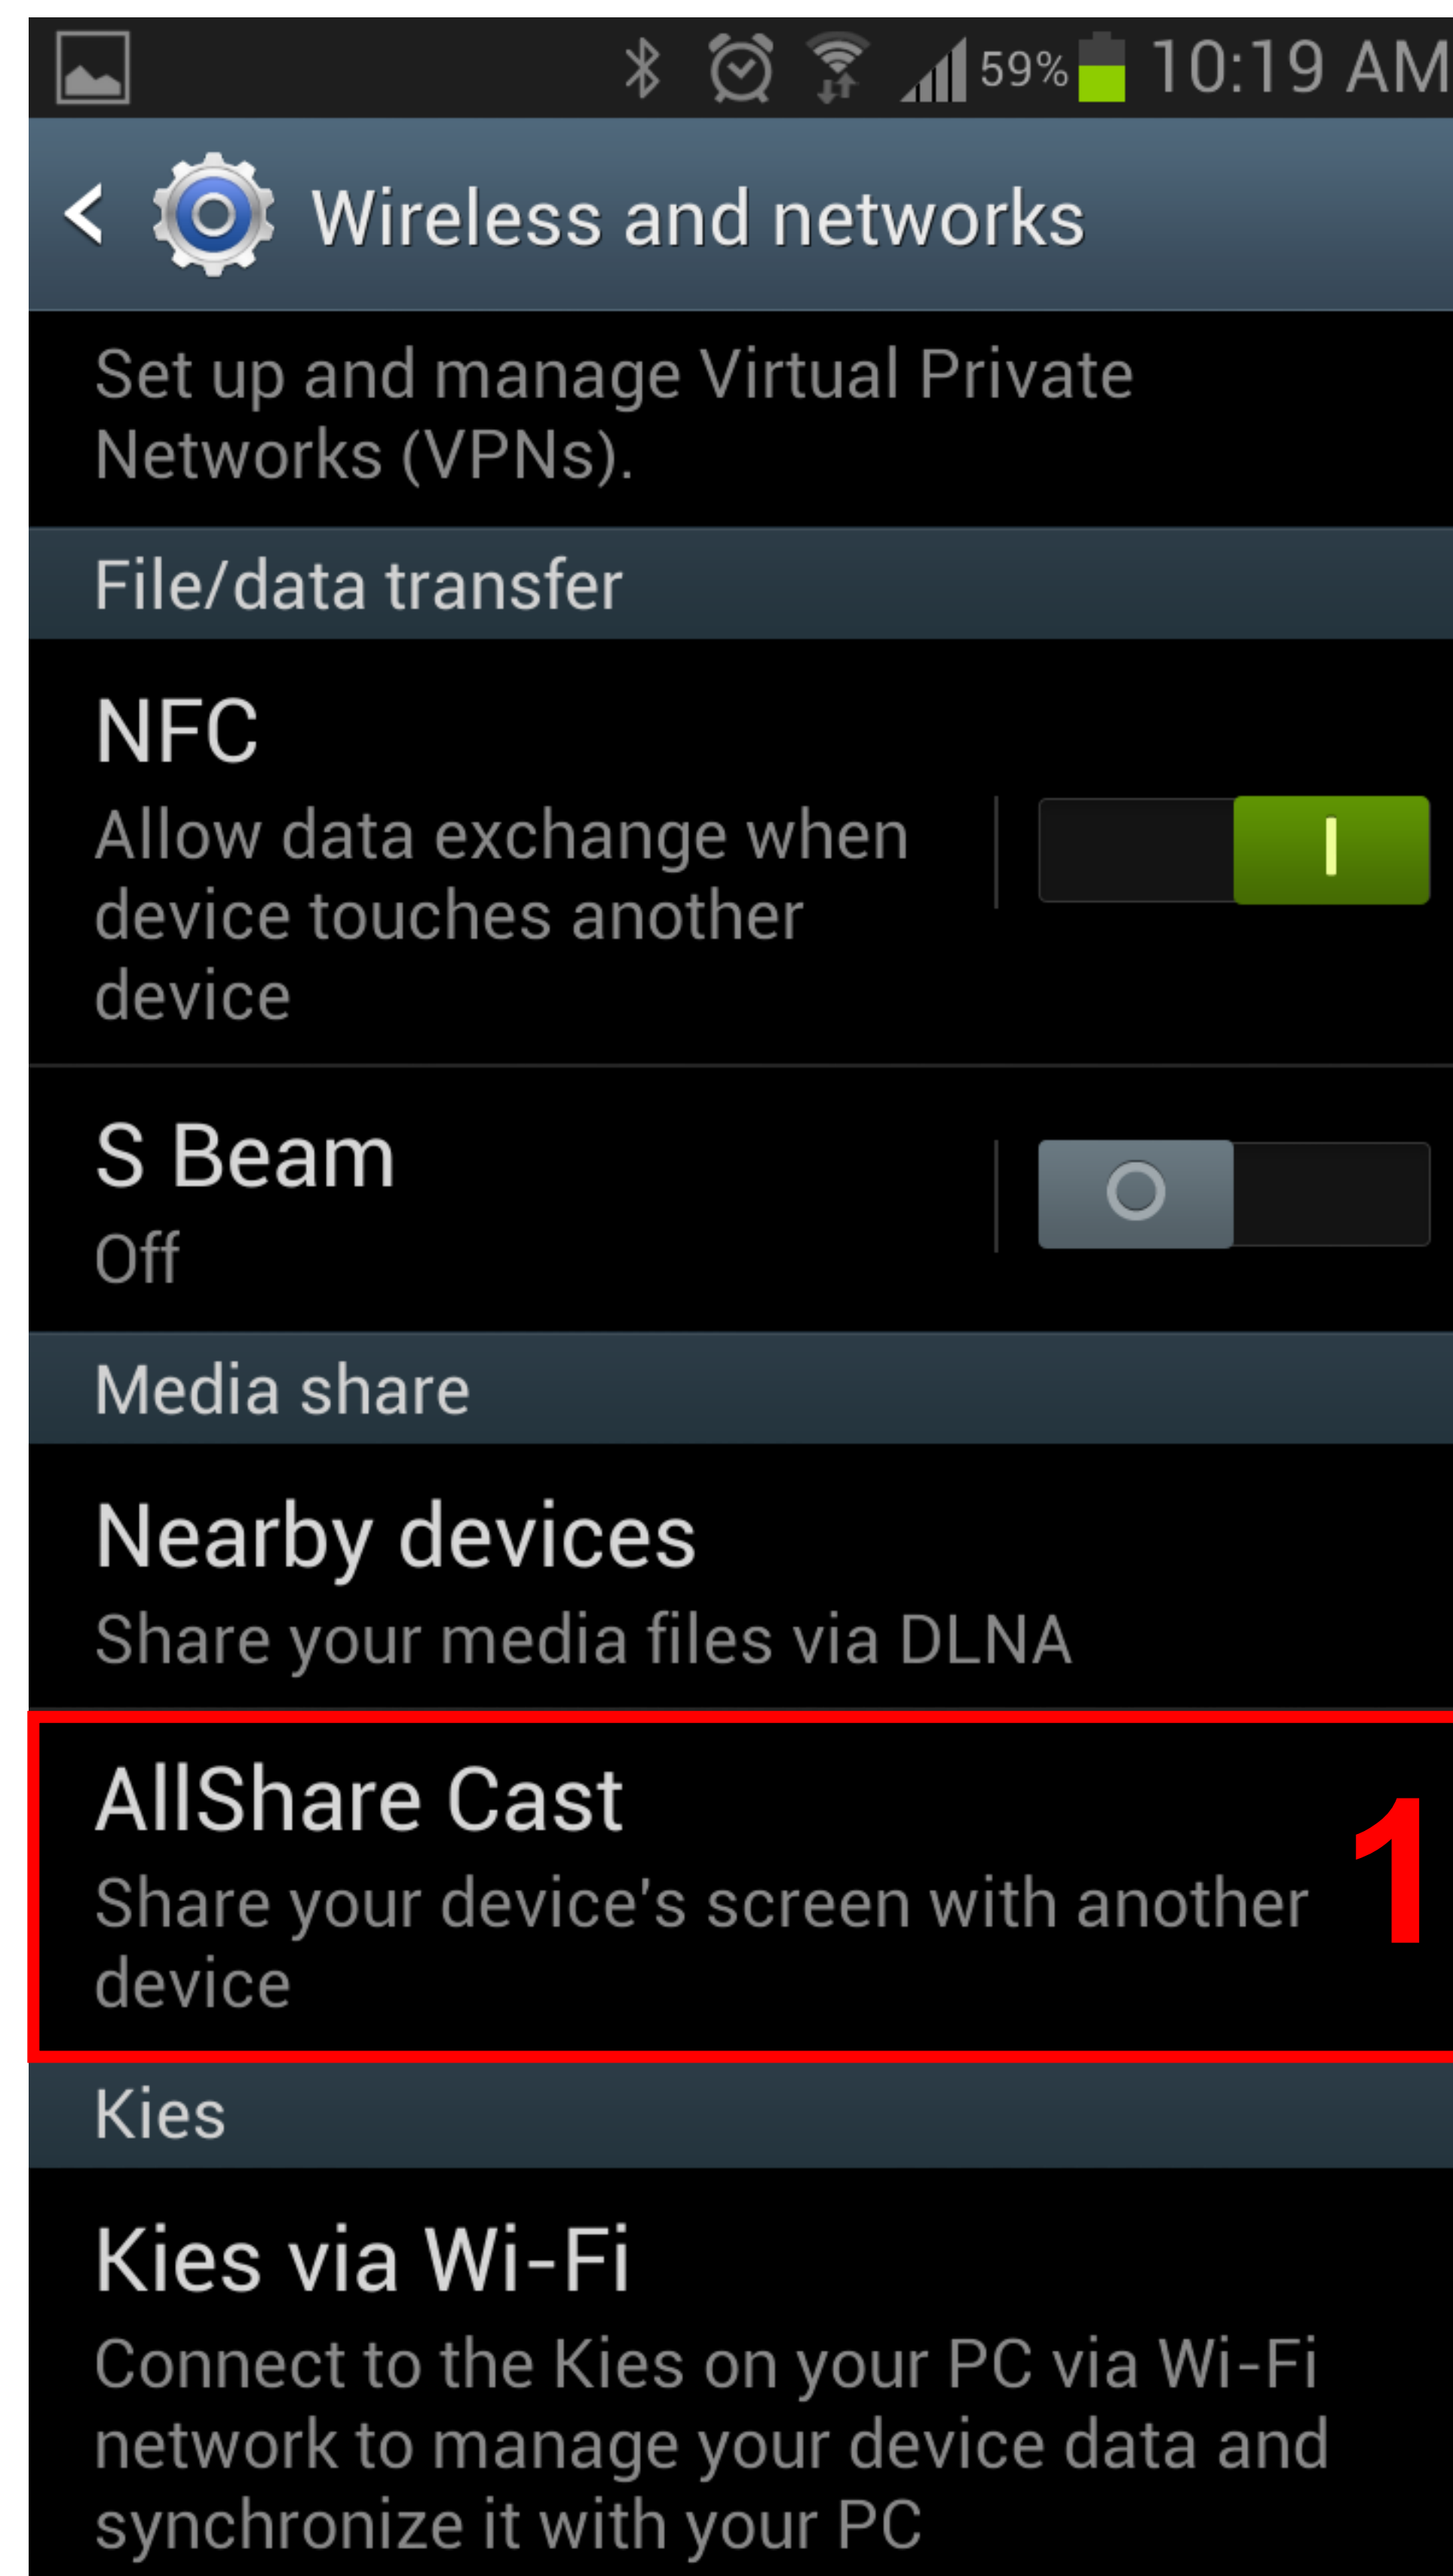 59% 10:19 AM
Wireless and networks
Set up and manage Virtual Private
Networks (VPNs).
File/data transfer
NFC
Allow data exchange when
device touches another
device
S Beam
Off
Media share
Nearby devices
Share your media files via DLNA
AllShare Cast
1
Share your device's screen with another
device
Kies
Kies via Wi-Fi
Connect to the Kies on your PC via Wi-Fi
network to manage your device data and
synchronize it with your PC